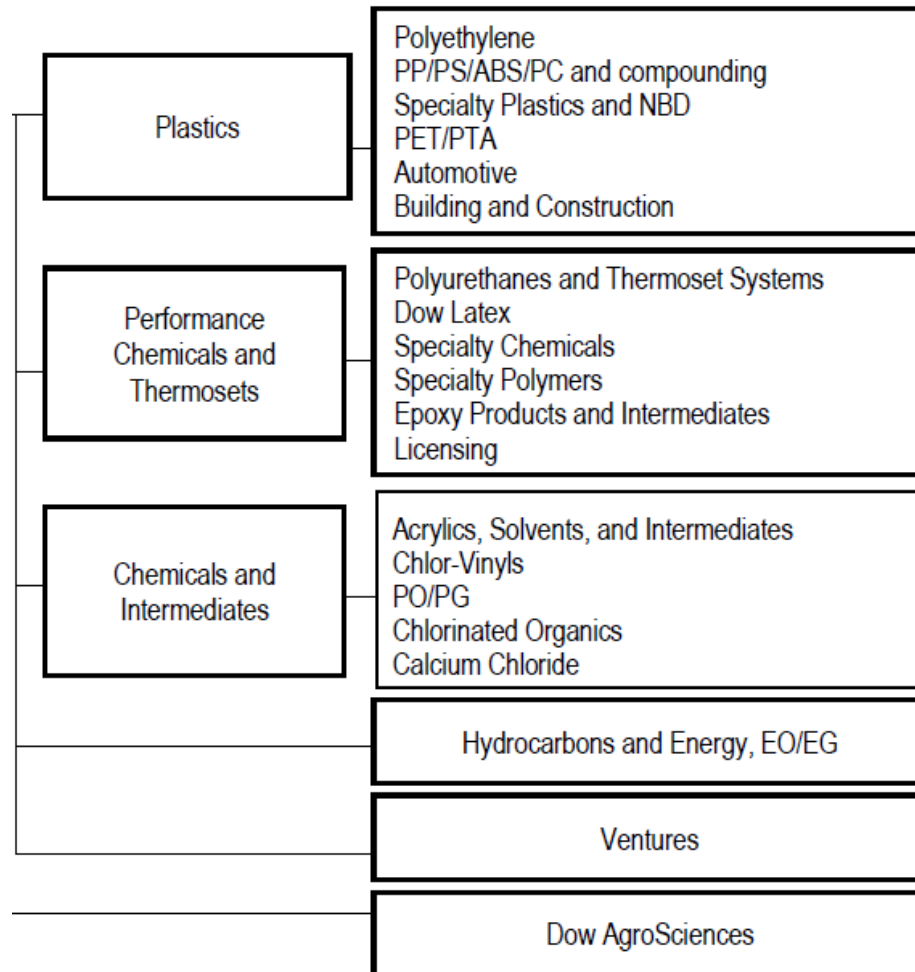 Plastics
Polyethylene
PP/PS/ABS/PC and compounding
Specialty Plastics and NBD
PET/PTA
Automotive
Building and Construction
Performance
Chemicals and
Thermosets
Polyurethanes and Thermoset Systems
Dow Latex
Specialty Chemicals
Specialty Polymers
Epoxy Products and Intermediates
Licensing
Chemicals and
Intermediates
Acrylics, Solvents, and Intermediates
Chlor-Vinyls
PO/PG
Chlorinated Organics
Calcium Chloride
Hydrocarbons and Energy, EO/EG
Ventures
Dow AgroSciences